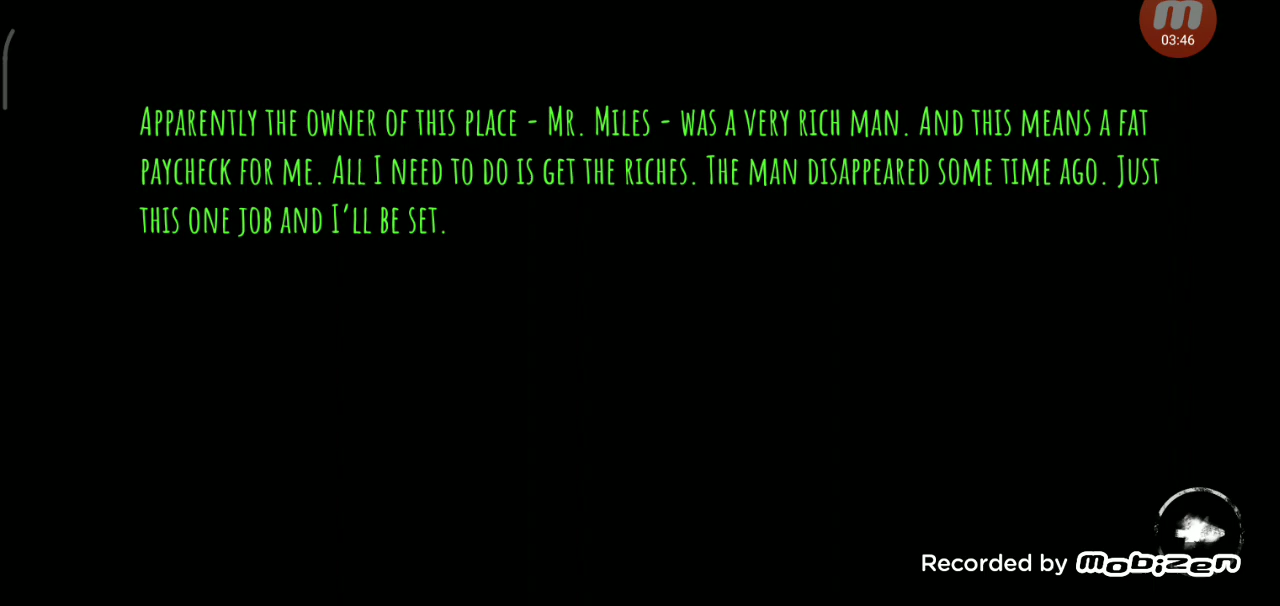 03:46
Apparently the owner of this place - Mr. Miles - was a very rich man. And this means a fat
paycheck for me. All I need to do is get the riches. The man disappeared some time ago. Just
this one job and I'll be set.
Recorded by mobizen